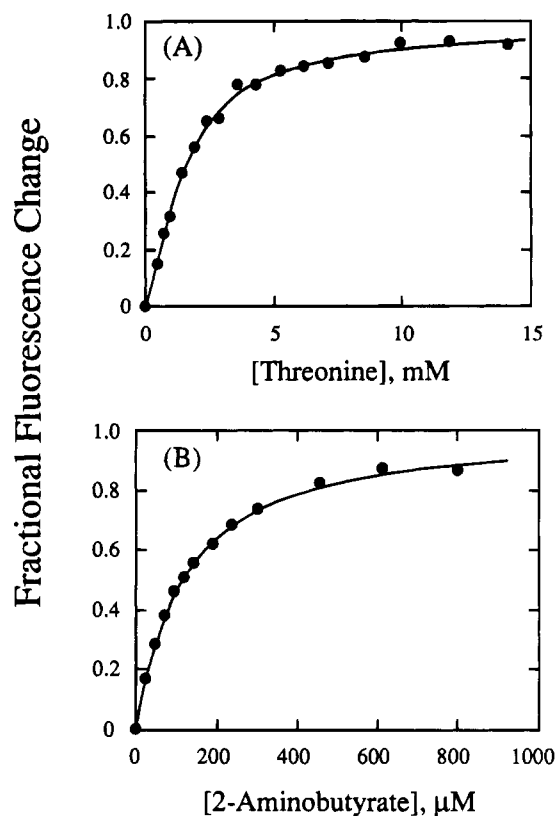 Fractional Fluorescence Change
(A)
1.0
0.8
0.6
0.4
0.2
0
0 5 10 15
[Threonine], mM
(B)
1.0
0.8
0.6
0.4
0.2
0
0 200 400 600 800 1000
[2-Aminobutyrate], μM